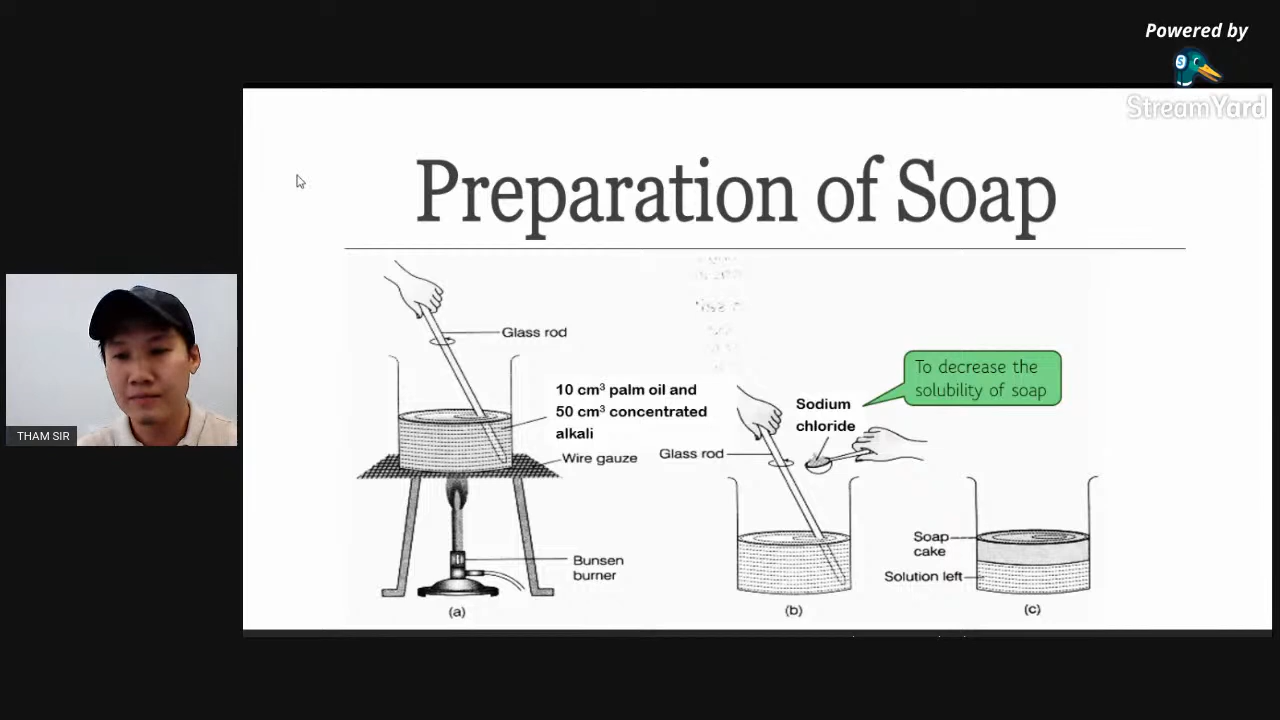 Powered by
StreamYard
Preparation of Soap
Glass rod
10 cm³ palm oil and
50 cm³ concentrated
alkali
Wire gauze
Bunsen
burner
(a)
To decrease the
solubility of soap
Sodium
chloride
Glass rod
(b)
Soap
cake
Solution left
(c)
THAM SIR